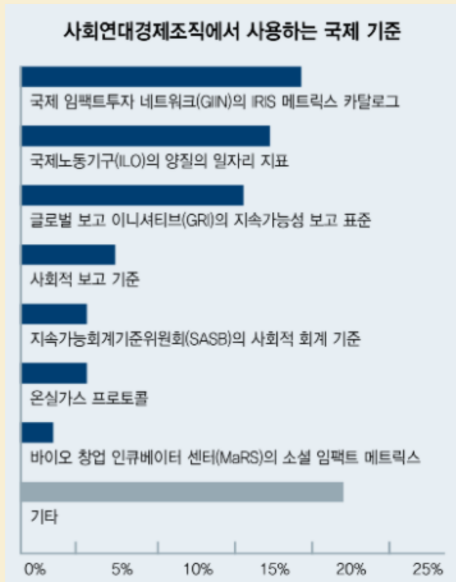 사회연대경제조직에서 사용하는 국제 기준
국제 임팩트투자 네트워크(GIIN)의 IRIS 메트릭스 카탈로그
국제노동기구(ILO)의 양질의 일자리 지표
글로벌 보고 이니셔티브(GRI)의 지속가능성 보고 표준
사회적 보고 기준
지속가능회계기준위원회(SASB)의 사회적 회계 기준
온실가스 프로토콜
바이오 창업 인큐베이터 센터(MaRS)의 소셜 임팩트 메트릭스
기타
0% 5% 10% 15% 20% 25%